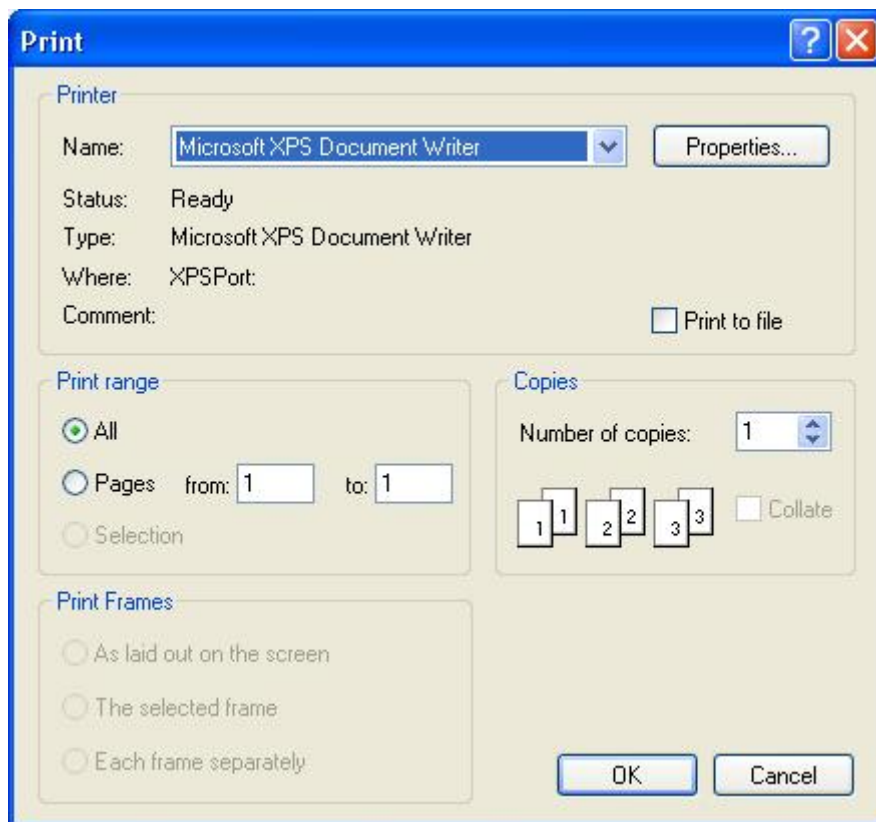 Print
Printer
Name: Microsoft XPS Document Writer Properties...
Status: Ready
Type: Microsoft XPS Document Writer
Where: XPSPort:
Comment:
Print to file
Print range
All
Pages from: 1 to: 1
Selection
Copies
Number of copies: 1
1 1 2 2 3 3 Collate
Print Frames
As laid out on the screen
The selected frame
Each frame separately
OK Cancel